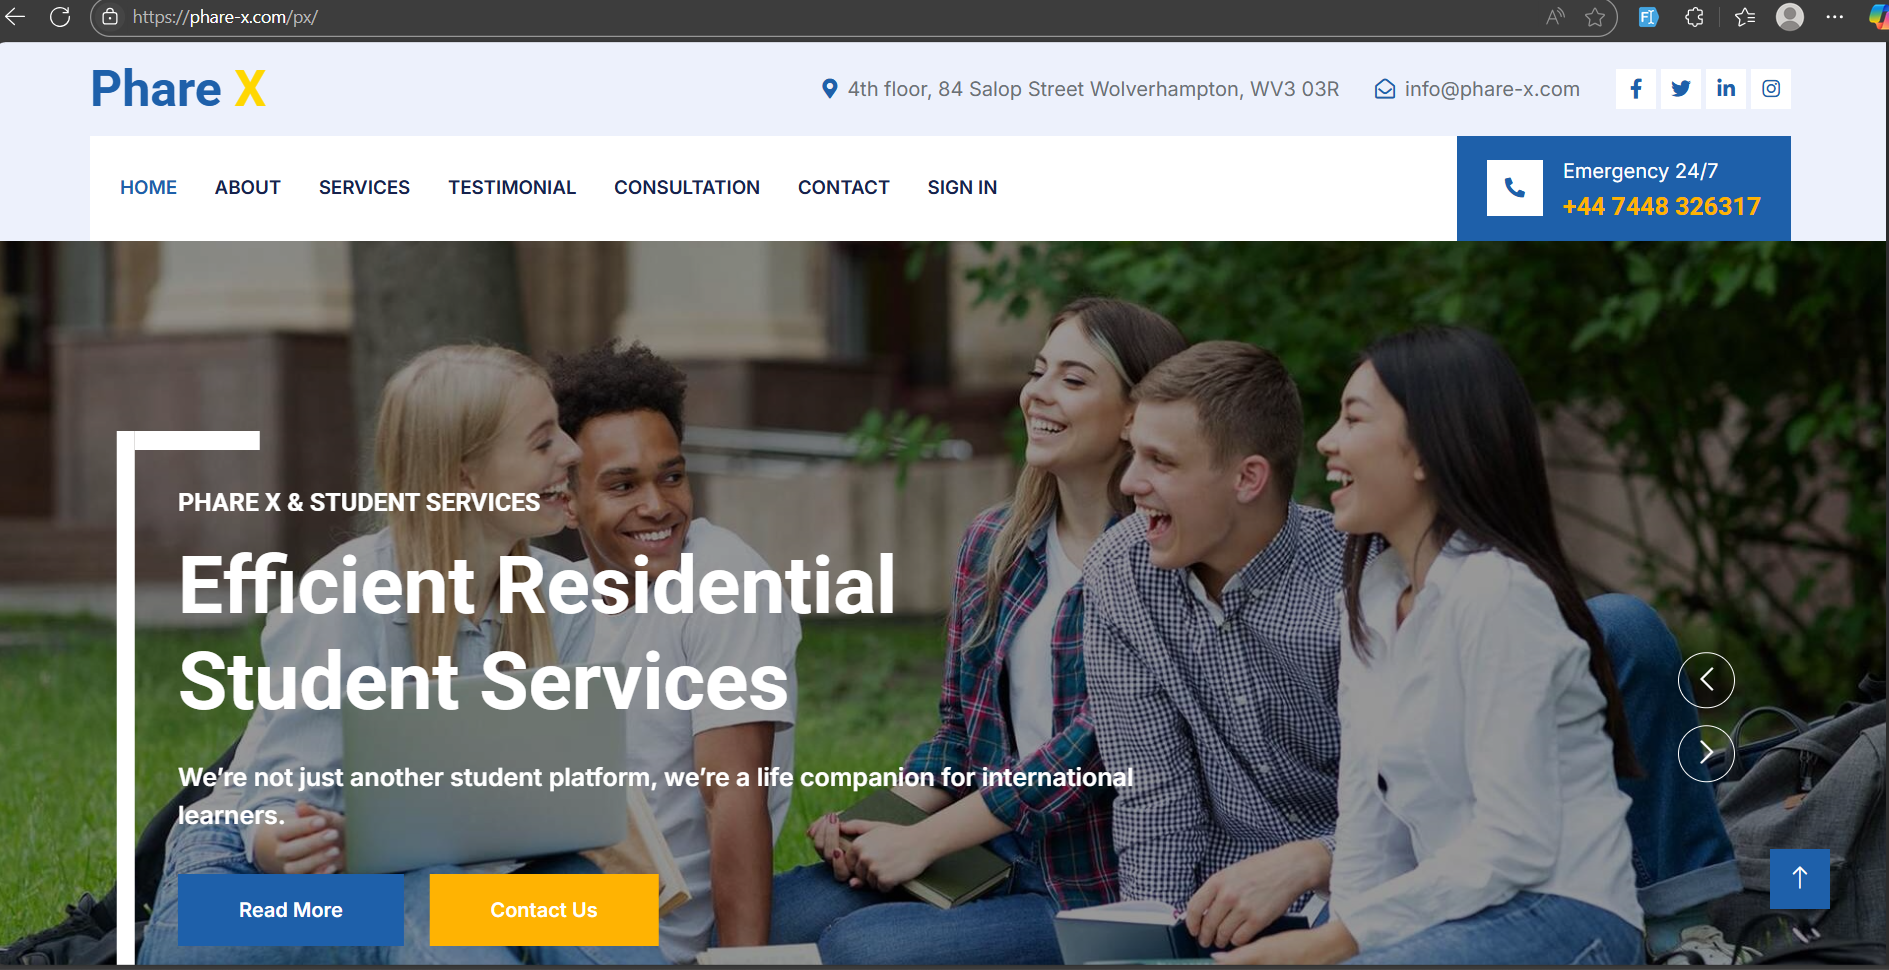 https://phare-x.com/px/
Phare X
4th floor, 84 Salop Street Wolverhampton, WV3 03R
info@phare-x.com
HOME ABOUT SERVICES TESTIMONIAL CONSULTATION CONTACT SIGN IN
Emergency 24/7
+44 7448 326317
PHARE X & STUDENT SERVICES
Efficient Residential
Student Services
We’re not just another student platform, we’re a life companion for international
learners.
Read More
Contact Us